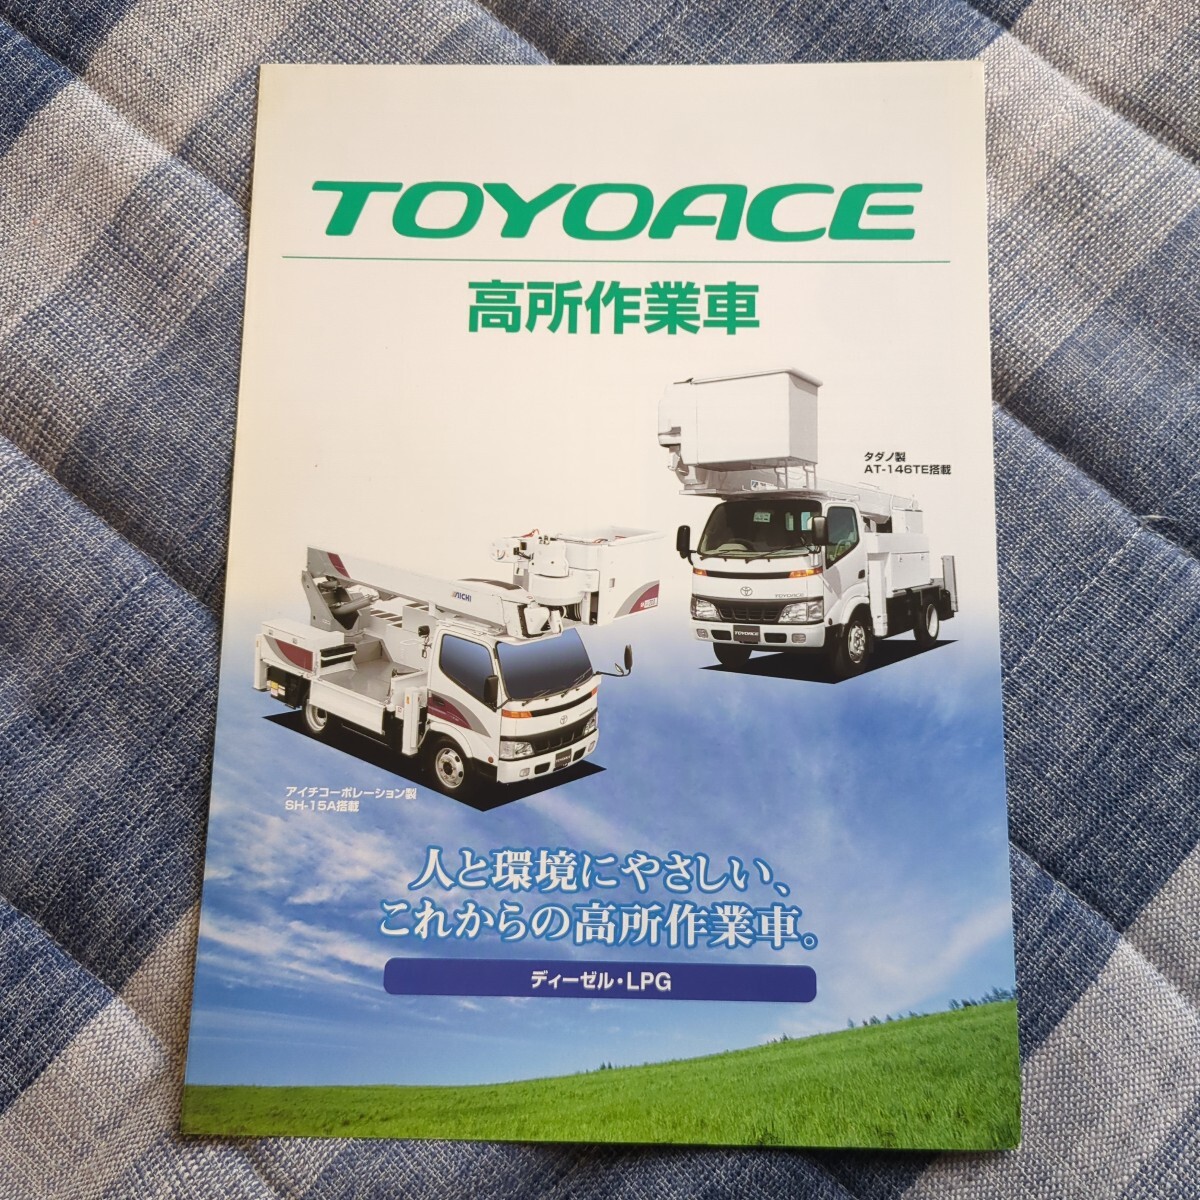 TOYOACE
高所作業車
タダノ製
AT-146TE搭載
TOYOACE
TOYOACE
AICHI
アイチコーポレーション製
SH-15A搭載
人と環境にやさしい、
これからの高所作業車。
ディーゼル・LPG